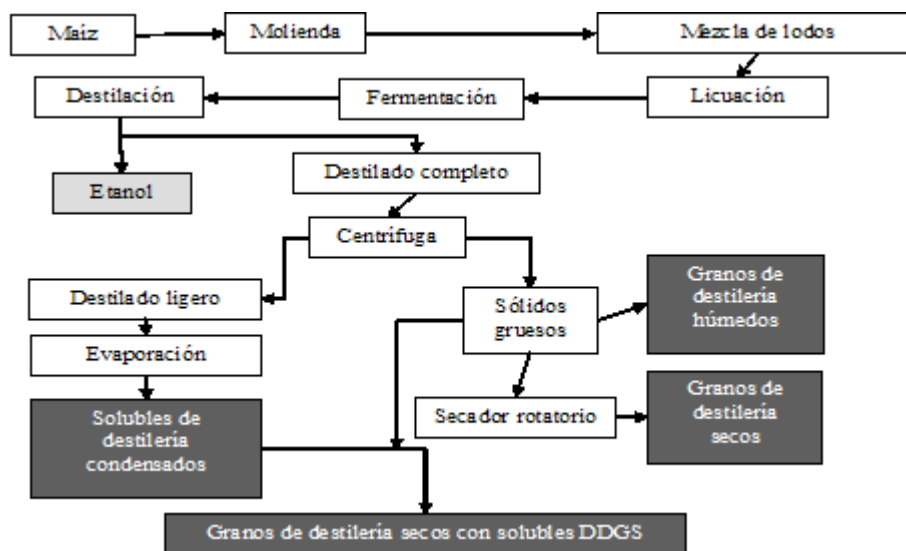 Maíz
Molienda
Mezcla de lodos
Destilación
Fermentación
Licuación
Destilado completo
Etanol
Centrífuga
Destilado ligero
Sólidos
gruesos
Granos de
destilería
húmedos
Evaporación
Solubles de
destilería
condensados
Secador rotatorio
Granos de
destilería
secos
Granos de destilería secos con solubles DDGS